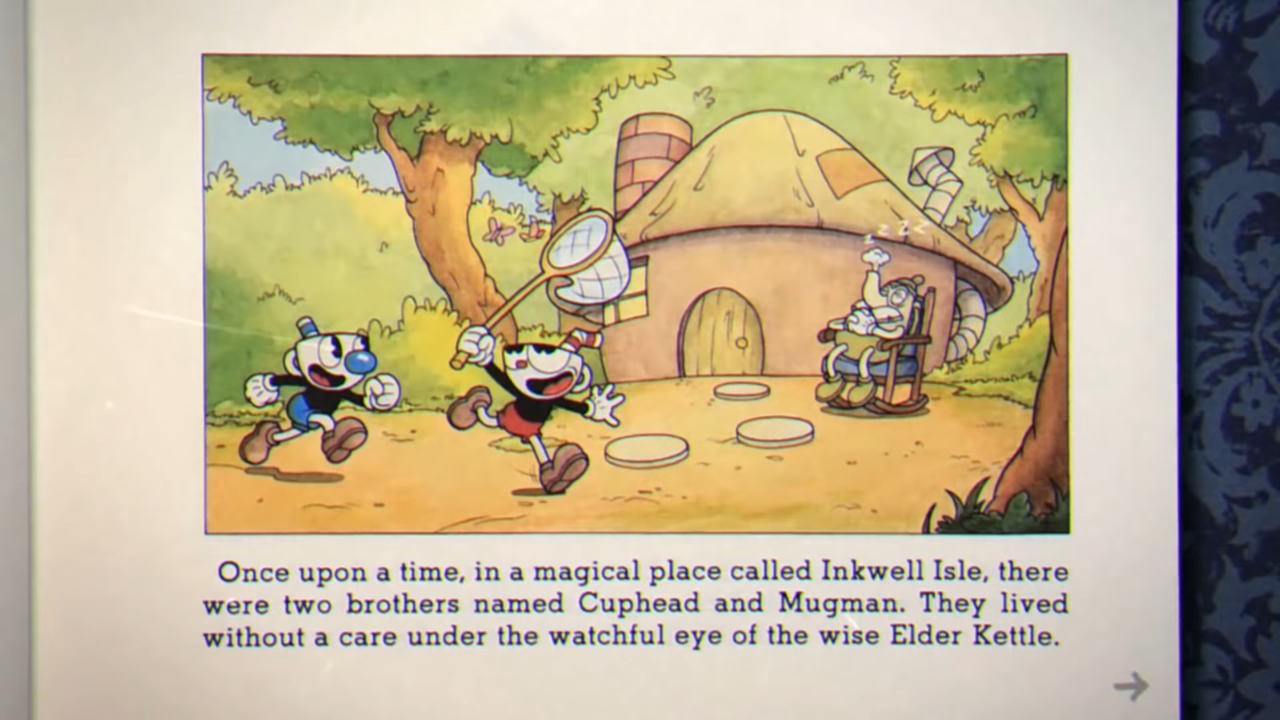 z z z z
Once upon a time, in a magical place called Inkwell Isle, there
were two brothers named Cuphead and Mugman. They lived
without a care under the watchful eye of the wise Elder Kettle.